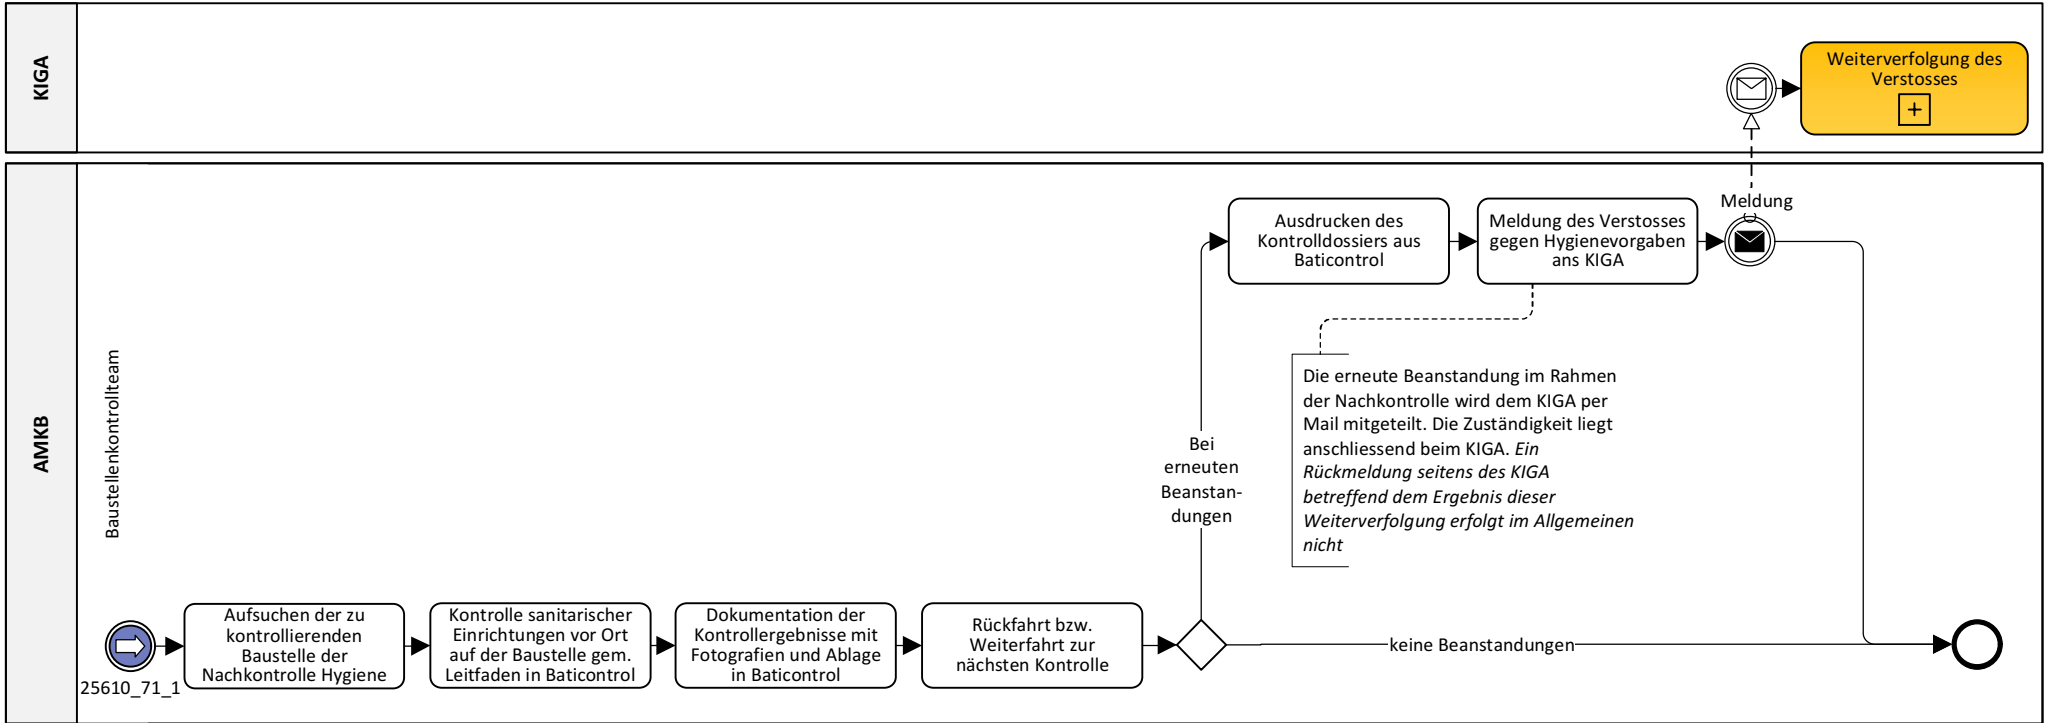 KIGA
Weiterverfolgung des
Verstosses
AMKB
Baustellenkontrollteam
Meldung
Ausdrucken des
Kontrolldossiers aus
Baticontrol
Meldung des Verstosses
gegen Hygienevorgaben
ans KIGA
Die erneute Beanstandung im Rahmen
der Nachkontrolle wird dem KIGA per
Mail mitgeteilt. Die Zuständigkeit liegt
anschliessend beim KIGA. Ein
Rückmeldung seitens des KIGA
betreffend dem Ergebnis dieser
Weiterverfolgung erfolgt im Allgemeinen
nicht
Bei
erneuten
Beanstan-
dungen
25610_71_1
Aufsuchen der zu
kontrollierenden
Baustelle der
Nachkontrolle Hygiene
Kontrolle sanitarischer
Einrichtungen vor Ort
auf der Baustelle gem.
Leitfaden in Baticontrol
Dokumentation der
Kontrollergebnisse mit
Fotografien und Ablage
in Baticontrol
Rückfahrt bzw.
Weiterfahrt zur
nächsten Kontrolle
keine Beanstandungen